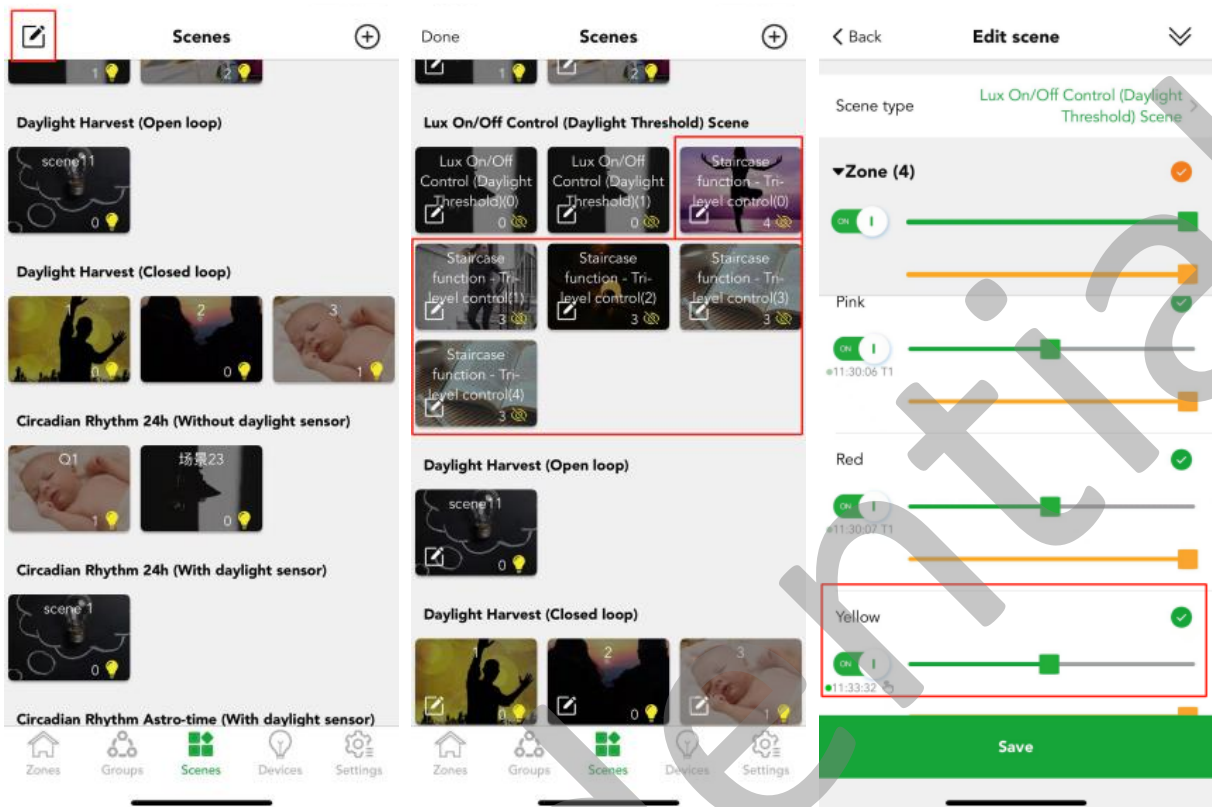 Scenes
1
2
Daylight Harvest (Open loop)
scene11
0
Daylight Harvest (Closed loop)
1
2
3
0
0
1
Circadian Rhythm 24h (Without daylight sensor)
Q1
场景23
1
0
Circadian Rhythm 24h (With daylight sensor)
scene 1
0
Circadian Rhythm Astro-time (With daylight sensor)
Zones
Groups
Scenes
Devices
Settings
Done
Scenes
1
2
Lux On/Off Control (Daylight Threshold) Scene
Lux On/Off
Control (Daylight
Threshold)(0)
0
Lux On/Off
Control (Daylight
Threshold)(1)
0
Staircase
function - Tri-
level control(0)
4
Staircase
function - Tri-
level control(1)
3
Staircase
function - Tri-
level control(2)
3
Staircase
function - Tri-
level control(3)
3
Staircase
function - Tri-
level control(4)
3
Daylight Harvest (Open loop)
scene11
0
Daylight Harvest (Closed loop)
1
2
3
0
0
1
Zones
Groups
Scenes
Devices
Settings
Back
Edit scene
Scene type
Lux On/Off Control (Daylight
Threshold) Scene
Zone (4)
ON
Pink
ON
11:30:06 T1
Red
ON
11:30:07 T1
Yellow
ON
11:33:32
Save